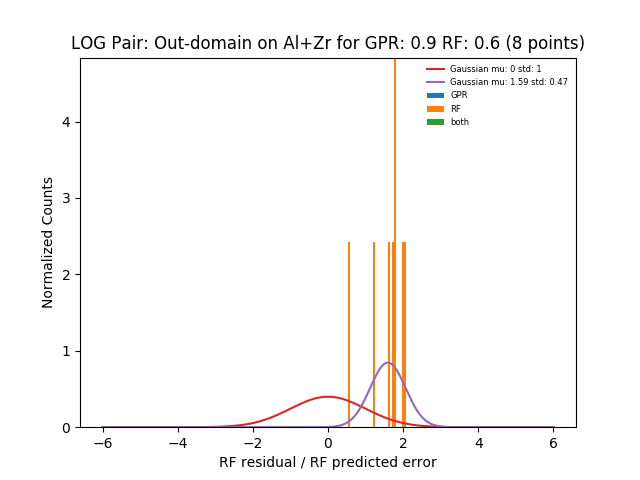 LOG Pair: Out-domain on Al+Zr for GPR: 0.9 RF: 0.6 (8 points)
Gaussian mu: 0 std: 1
Gaussian mu: 1.59 std: 0.47
GPR
RF
both
Normalized Counts
4
3
2
1
0
−6 −4 −2 0 2 4 6
RF residual / RF predicted error